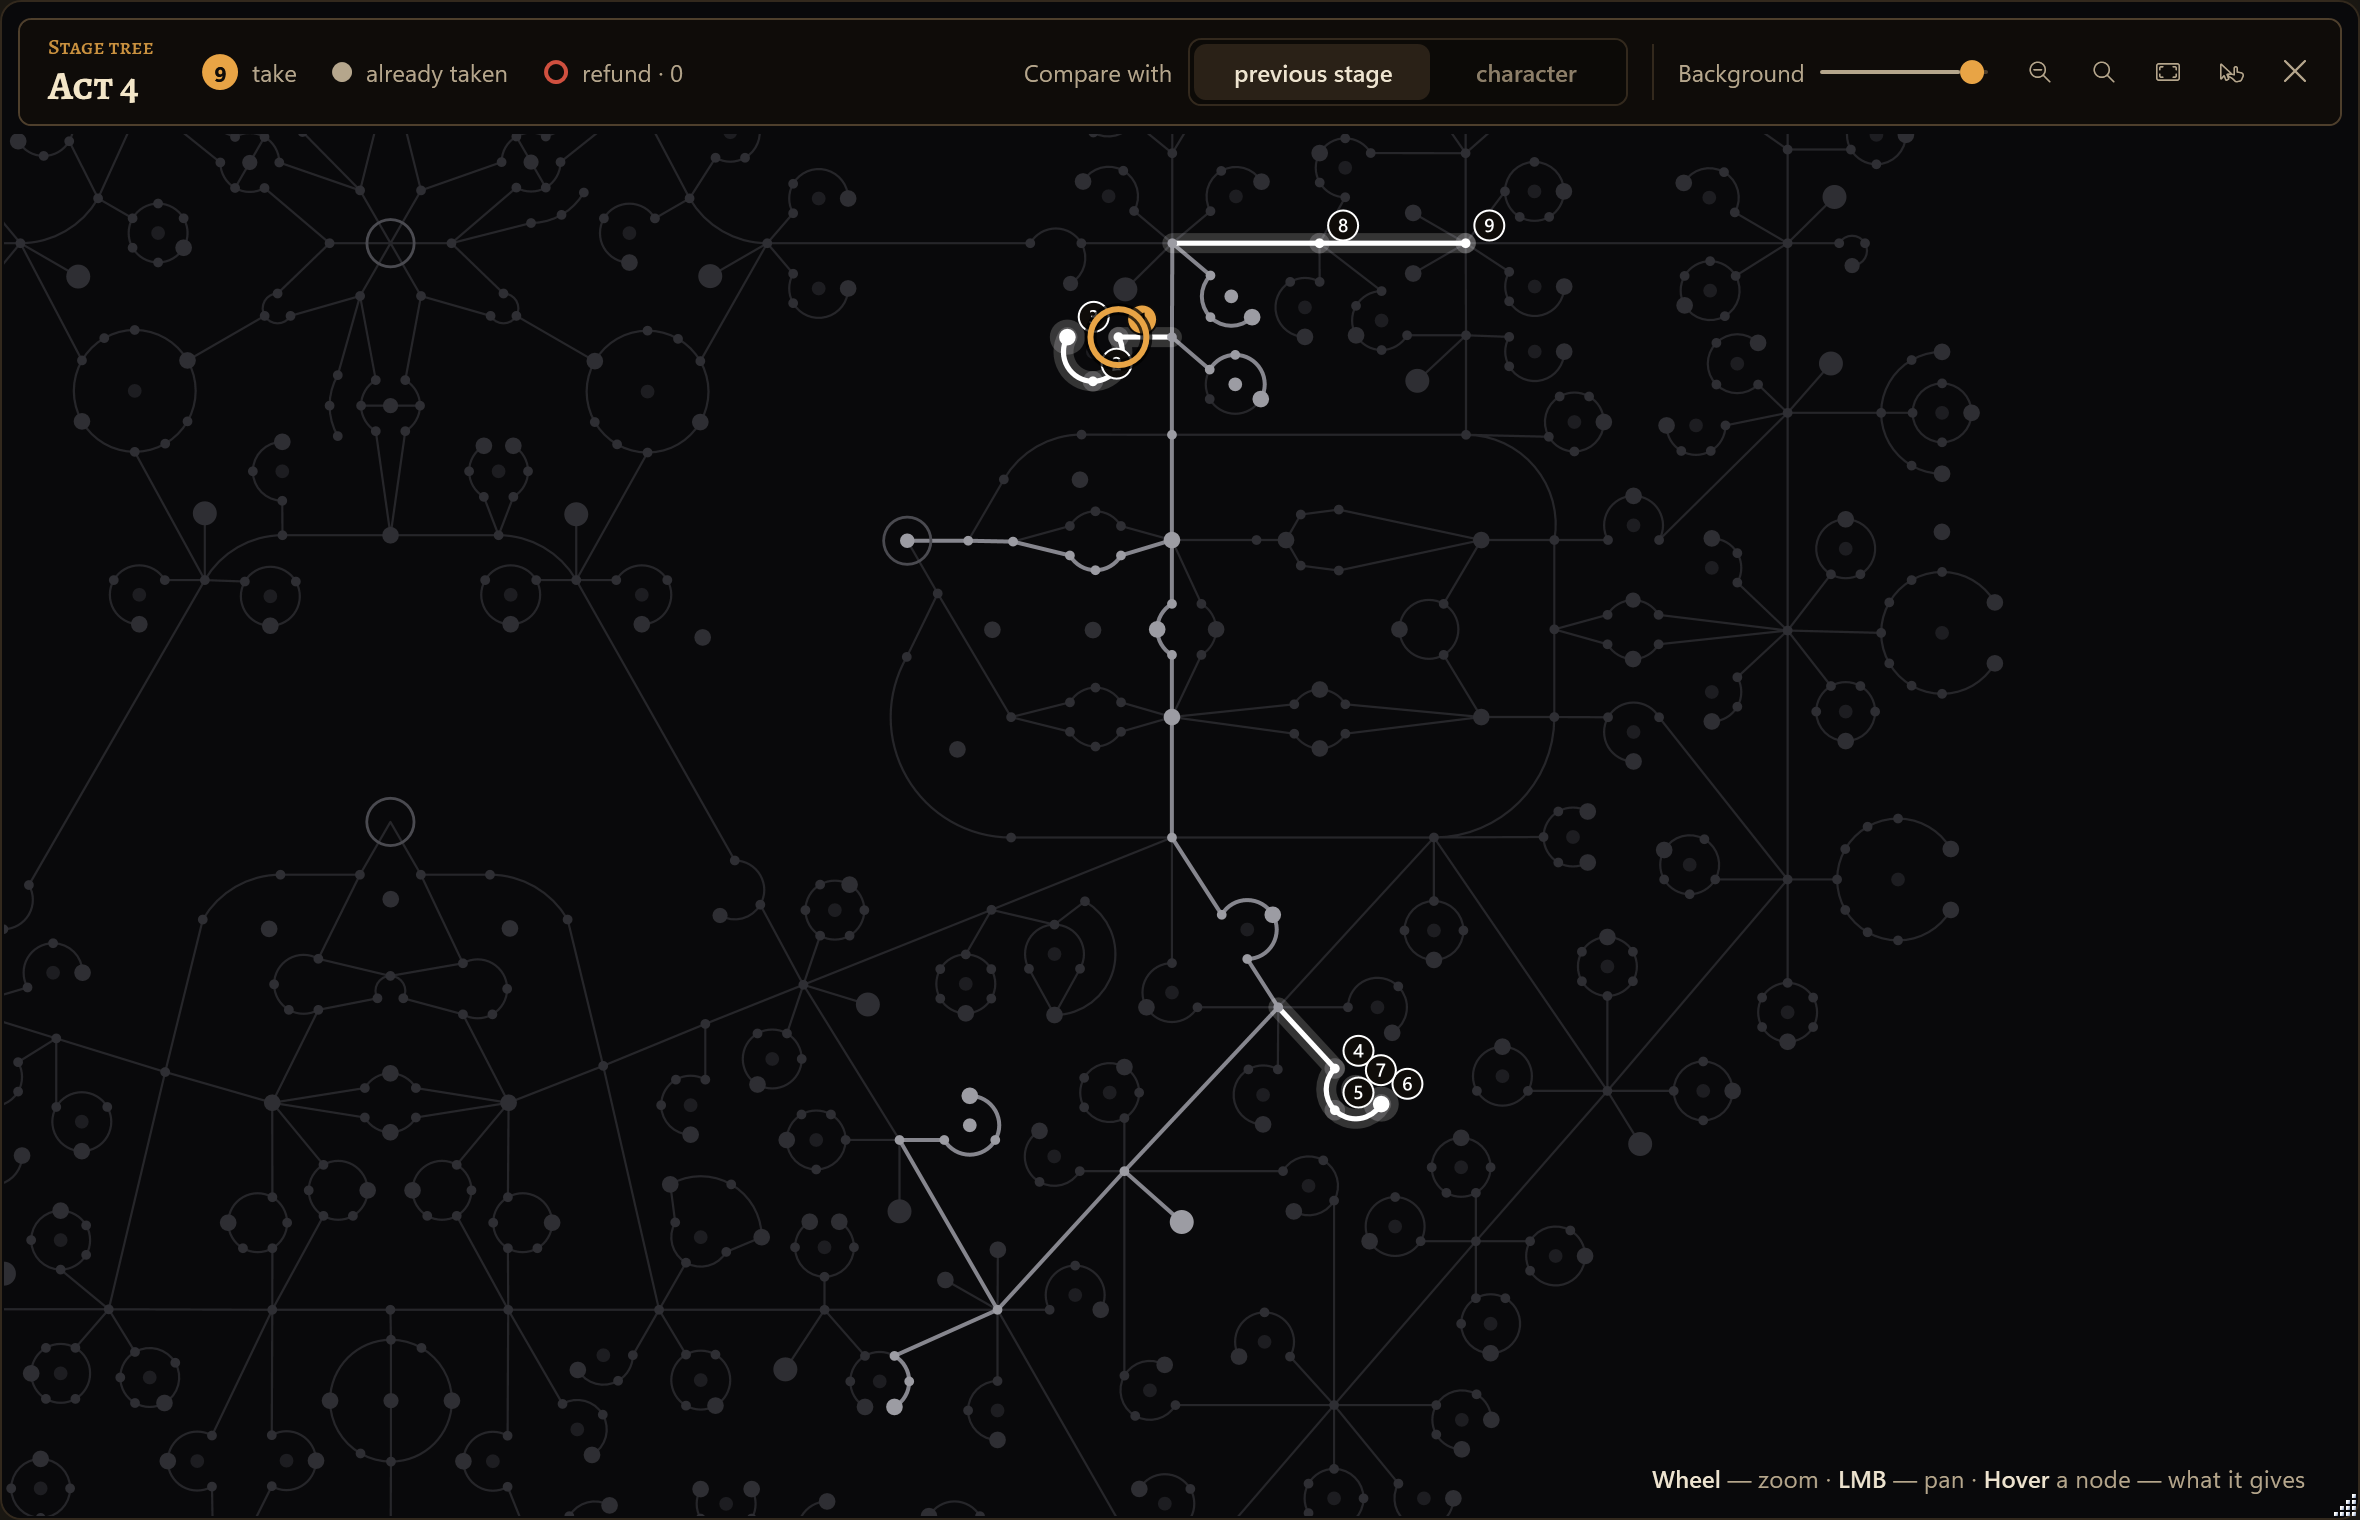 STAGE TREE
ACT 4
9 take
already taken
refund · 0
Compare with
previous stage
character
Background
8
9
4
7
6
5
Wheel — zoom · LMB — pan · Hover a node — what it gives